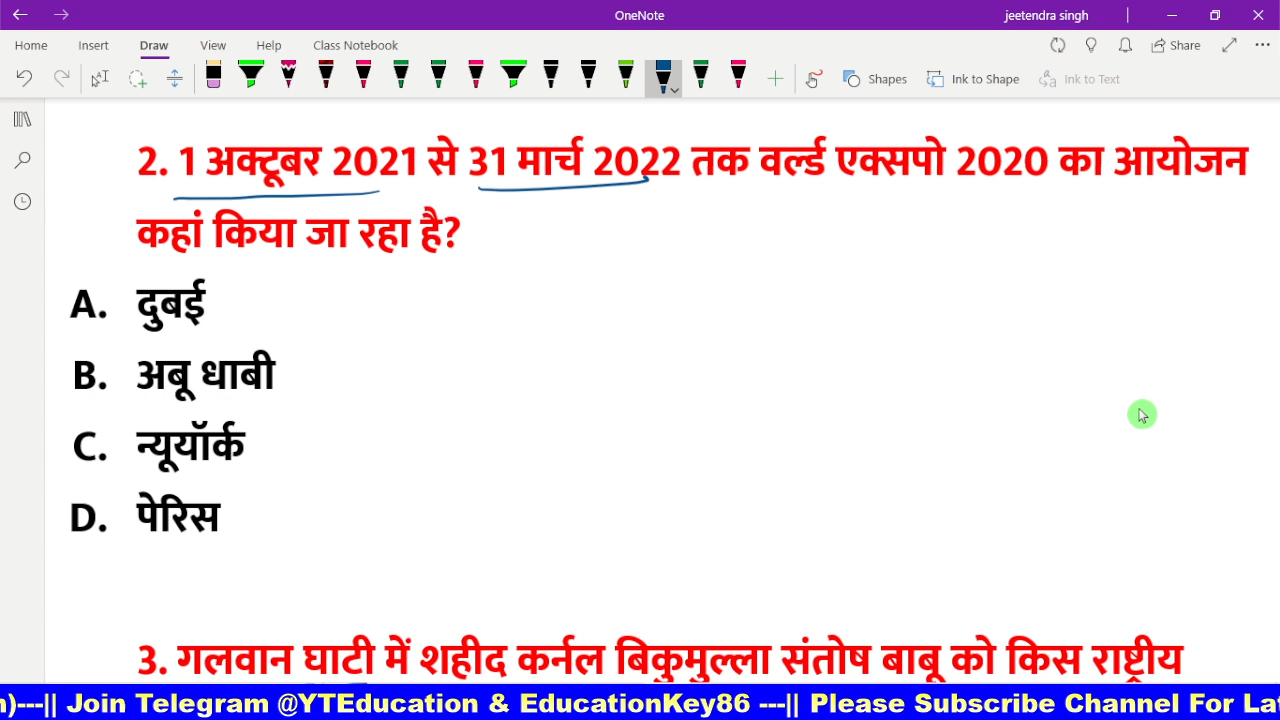 OneNote
jeetendra singh
Home Insert Draw View Help Class Notebook
Share
Shapes Ink to Shape Ink to Text
2. 1 अक्टूबर 2021 से 31 मार्च 2022 तक वर्ल्ड एक्सपो 2020 का आयोजन
कहां किया जा रहा है?
A. दुबई
B. अबू धाबी
C. न्यूयॉर्क
D. पेरिस
3. गलवान घाटी में शहीद कर्नल बिकुमुल्ला संतोष बाबू को किस राष्ट्रीय
)---|| Join Telegram @YTEducation & EducationKey86 ---|| Please Subscribe Channel For La